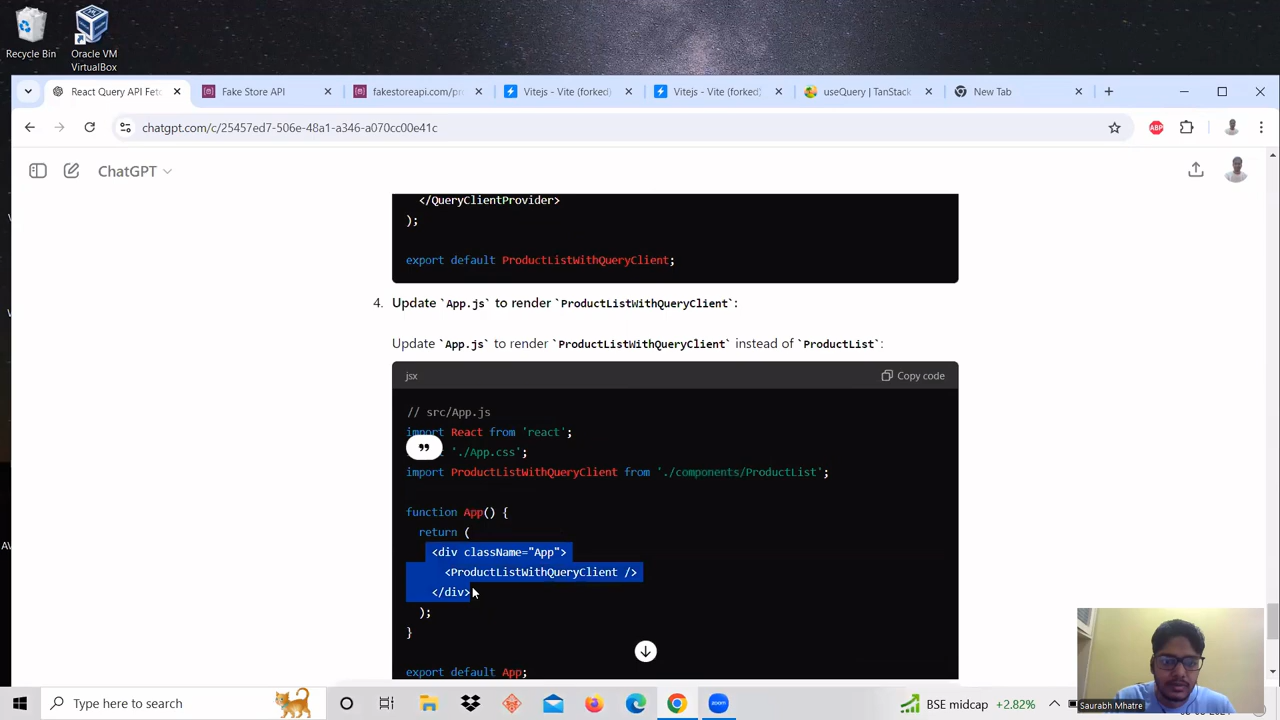 Recycle Bin
Oracle VM
VirtualBox
React Query API Fetc
Fake Store API
fakestoreapi.com/pro
Vitejs - Vite (forked)
Vitejs - Vite (forked)
useQuery | TanStack
New Tab
chatgpt.com/c/25457ed7-506e-48a1-a346-a070cc00e41c
ABP
ChatGPT
</QueryClientProvider>
);
export default ProductListWithQueryClient;
4. Update `App.js` to render `ProductListWithQueryClient`:
Update `App.js` to render `ProductListWithQueryClient` instead of `ProductList`:
jsx
Copy code
// src/App.js
import React from 'react';
'./App.css';
import ProductListWithQueryClient from './components/ProductList';
function App() {
return (
<div className="App">
<ProductListWithQueryClient />
</div>
);
}
export default App;
Saurabh Mhatre
Type here to search
zoom
BSE midcap +2.82%